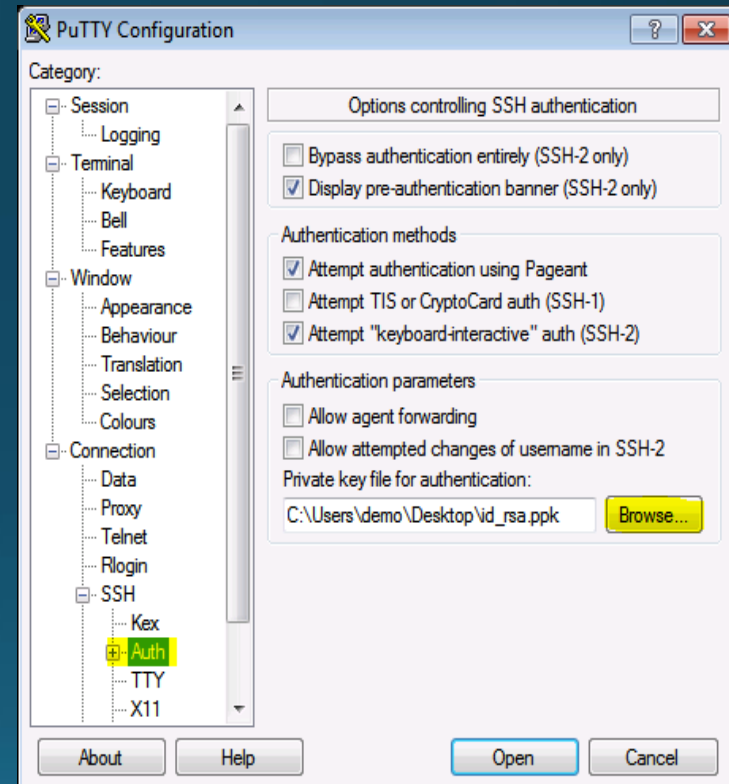 PuTTY Configuration
Category:
Session
Logging
Terminal
Keyboard
Bell
Features
Window
Appearance
Behaviour
Translation
Selection
Colours
Connection
Data
Proxy
Telnet
Rlogin
SSH
Kex
Auth
TTY
X11
Options controlling SSH authentication
Bypass authentication entirely (SSH-2 only)
Display pre-authentication banner (SSH-2 only)
Authentication methods
Attempt authentication using Pageant
Attempt TIS or CryptoCard auth (SSH-1)
Attempt "keyboard-interactive" auth (SSH-2)
Authentication parameters
Allow agent forwarding
Allow attempted changes of username in SSH-2
Private key file for authentication:
C:\Users\demo\Desktop\id_rsa.ppk Browse...
About Help Open Cancel